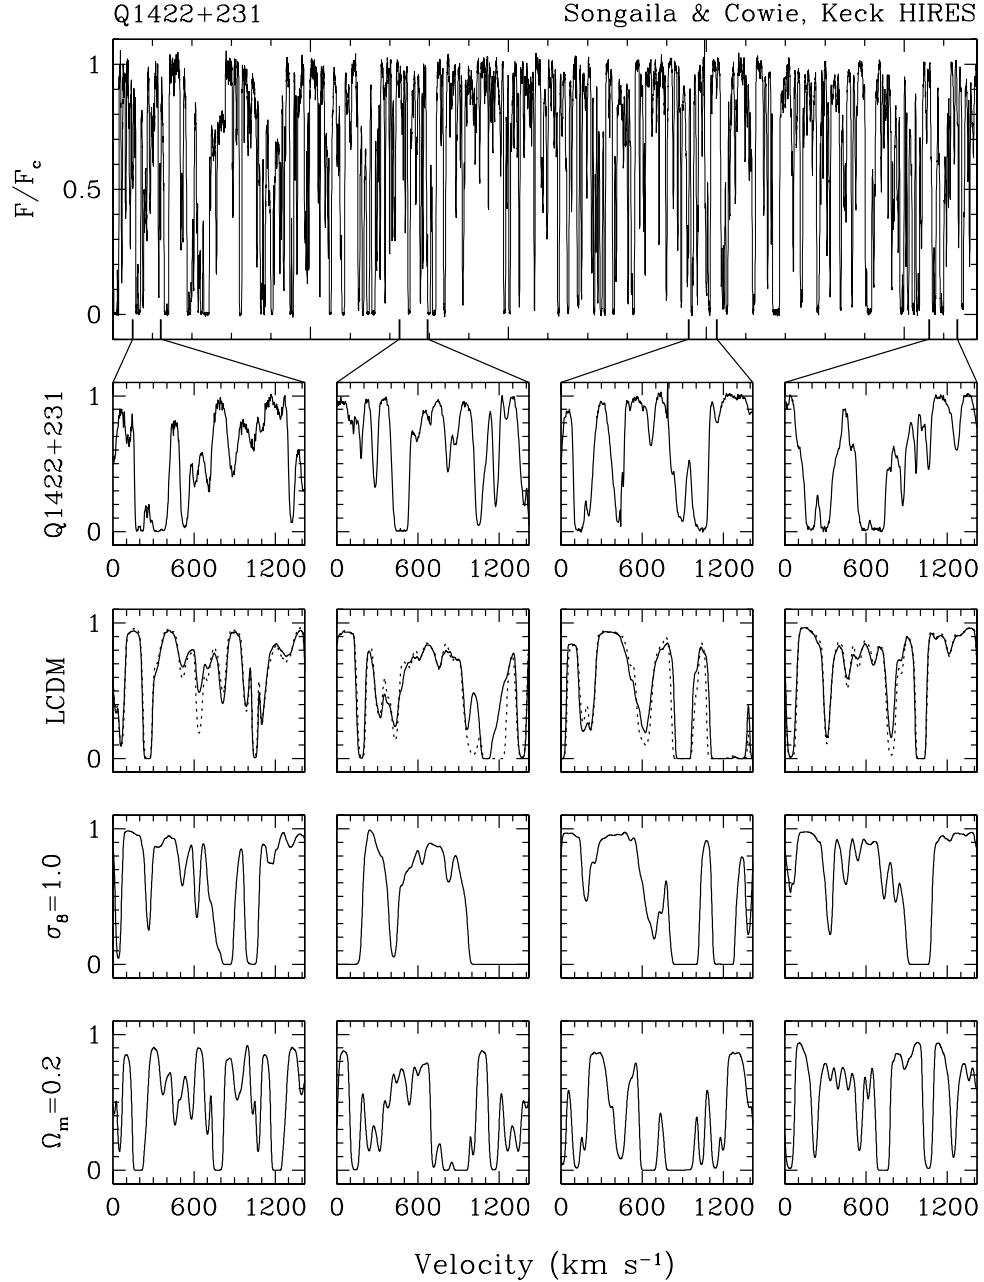 Q1422+231 Songaila & Cowie, Keck HIRES
1
0.5
0
F/F_c
1
0
Q1422+231
0 600 1200 0 600 1200 0 600 1200 0 600 1200
1
0
LCDM
1
0
σ_8=1.0
1
0
Ω_m=0.2
0 600 1200 0 600 1200 0 600 1200 0 600 1200
Velocity (km s⁻¹)